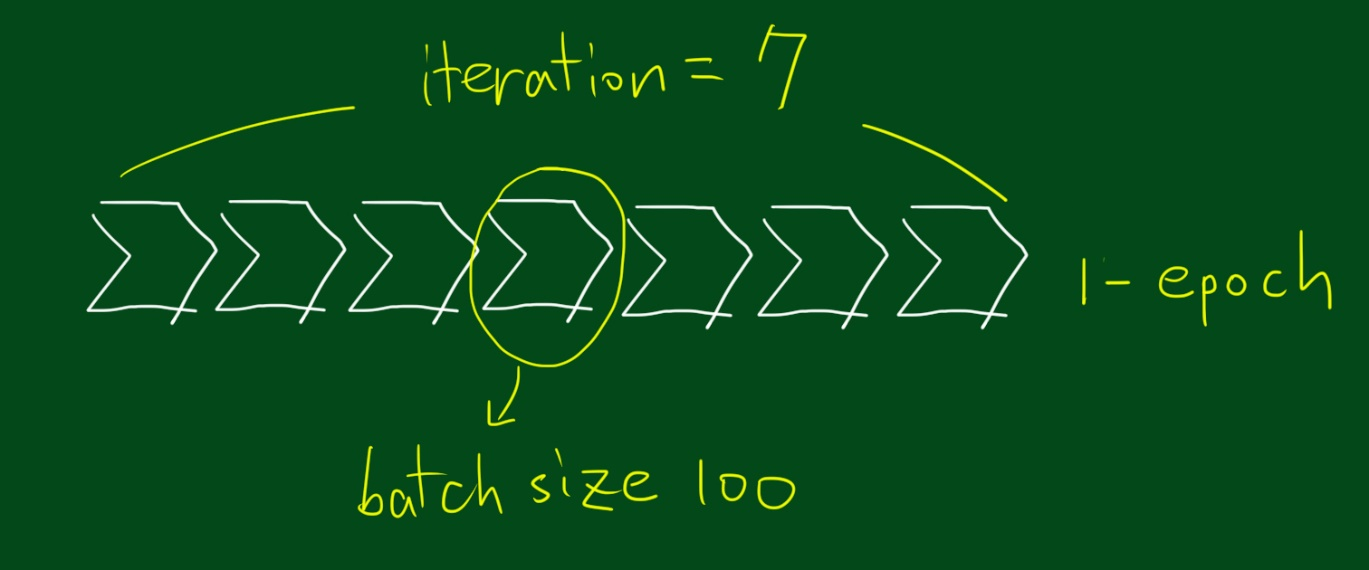 iteration = 7
1- epoch
batch size 100